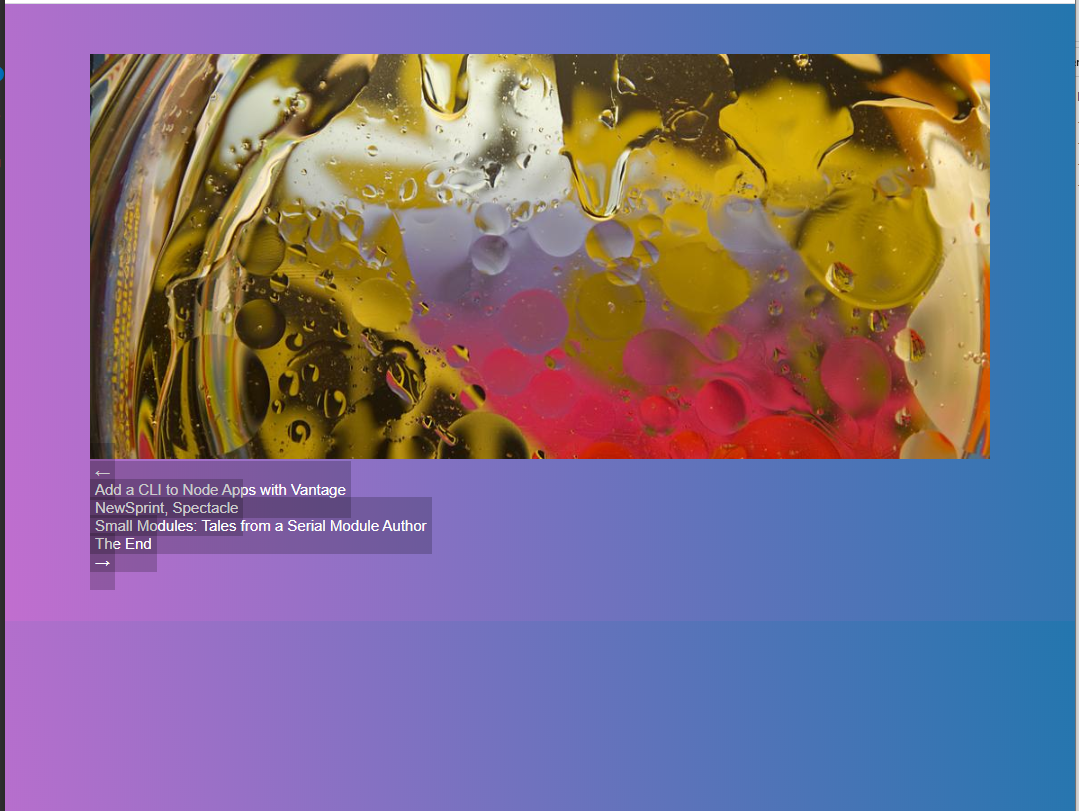 ←
Add a CLI to Node Apps with Vantage
NewSprint, Spectacle
Small Modules: Tales from a Serial Module Author
The End
→